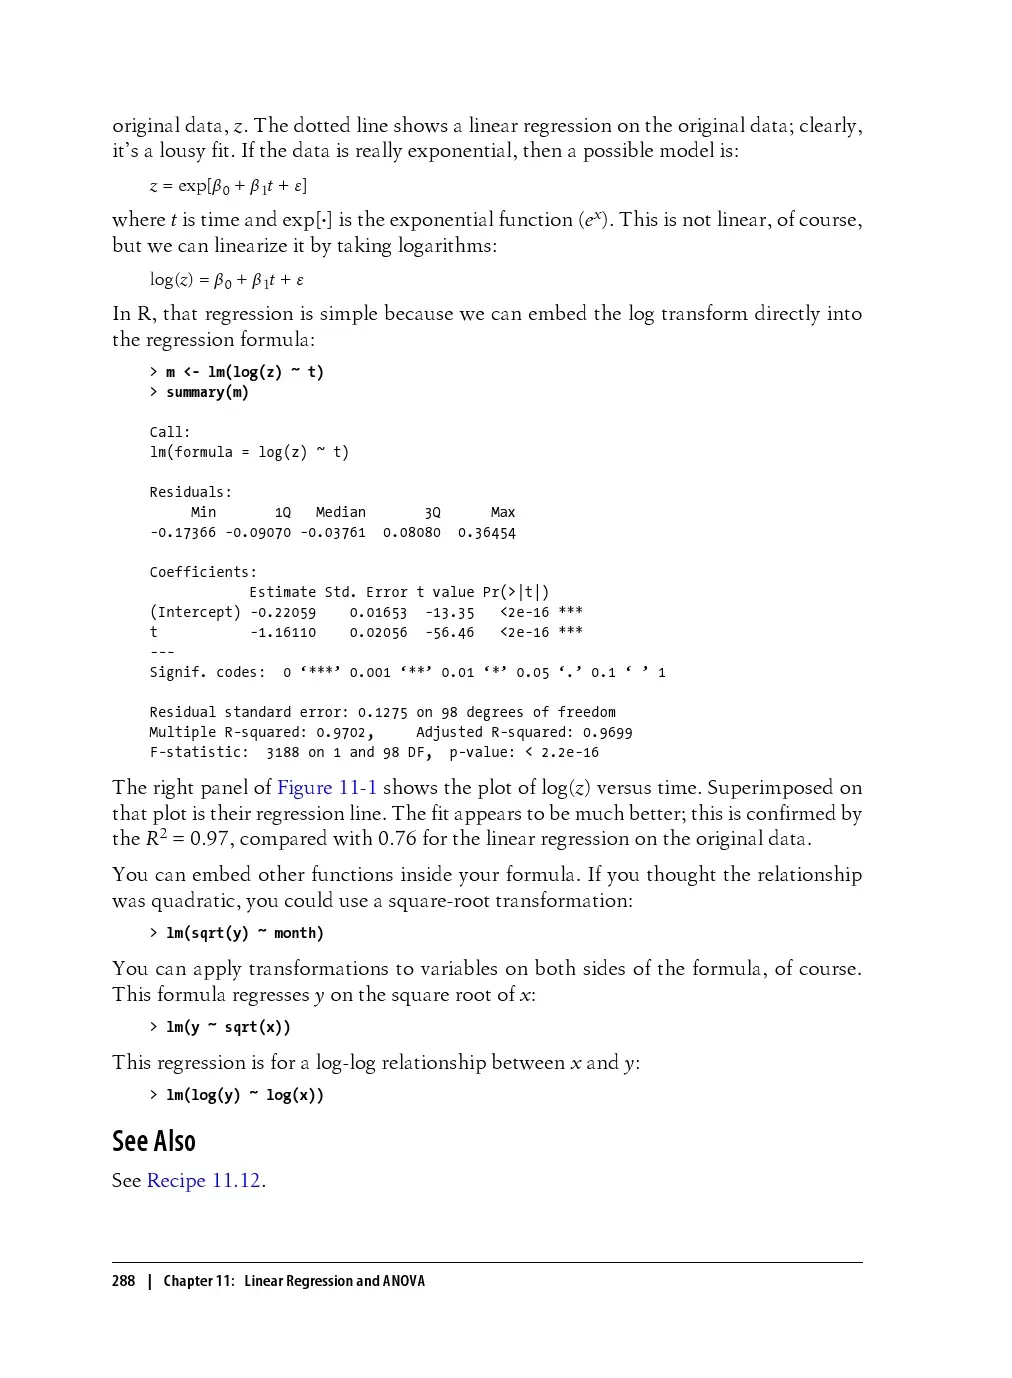 original data, z. The dotted line shows a linear regression on the original data; clearly,
it’s a lousy fit. If the data is really exponential, then a possible model is:
z = exp[β0 + β1t + ε]
where t is time and exp[·] is the exponential function (eˣ). This is not linear, of course,
but we can linearize it by taking logarithms:
log(z) = β0 + β1t + ε
In R, that regression is simple because we can embed the log transform directly into
the regression formula:
> m <- lm(log(z) ~ t)
> summary(m)
Call:
lm(formula = log(z) ~ t)
Residuals:
     Min       1Q   Median       3Q      Max
-0.17366 -0.09070 -0.03761  0.08080  0.36454
Coefficients:
            Estimate Std. Error t value Pr(>|t|)
(Intercept) -0.22059    0.01653  -13.35   <2e-16 ***
t           -1.16110    0.02056  -56.46   <2e-16 ***
---
Signif. codes:  0 ‘***’ 0.001 ‘**’ 0.01 ‘*’ 0.05 ‘.’ 0.1 ‘ ’ 1
Residual standard error: 0.1275 on 98 degrees of freedom
Multiple R-squared: 0.9702,     Adjusted R-squared: 0.9699
F-statistic:  3188 on 1 and 98 DF,  p-value: < 2.2e-16
The right panel of Figure 11-1 shows the plot of log(z) versus time. Superimposed on
that plot is their regression line. The fit appears to be much better; this is confirmed by
the R² = 0.97, compared with 0.76 for the linear regression on the original data.
You can embed other functions inside your formula. If you thought the relationship
was quadratic, you could use a square-root transformation:
> lm(sqrt(y) ~ month)
You can apply transformations to variables on both sides of the formula, of course.
This formula regresses y on the square root of x:
> lm(y ~ sqrt(x))
This regression is for a log-log relationship between x and y:
> lm(log(y) ~ log(x))
See Also
See Recipe 11.12.
288 | Chapter 11: Linear Regression and ANOVA